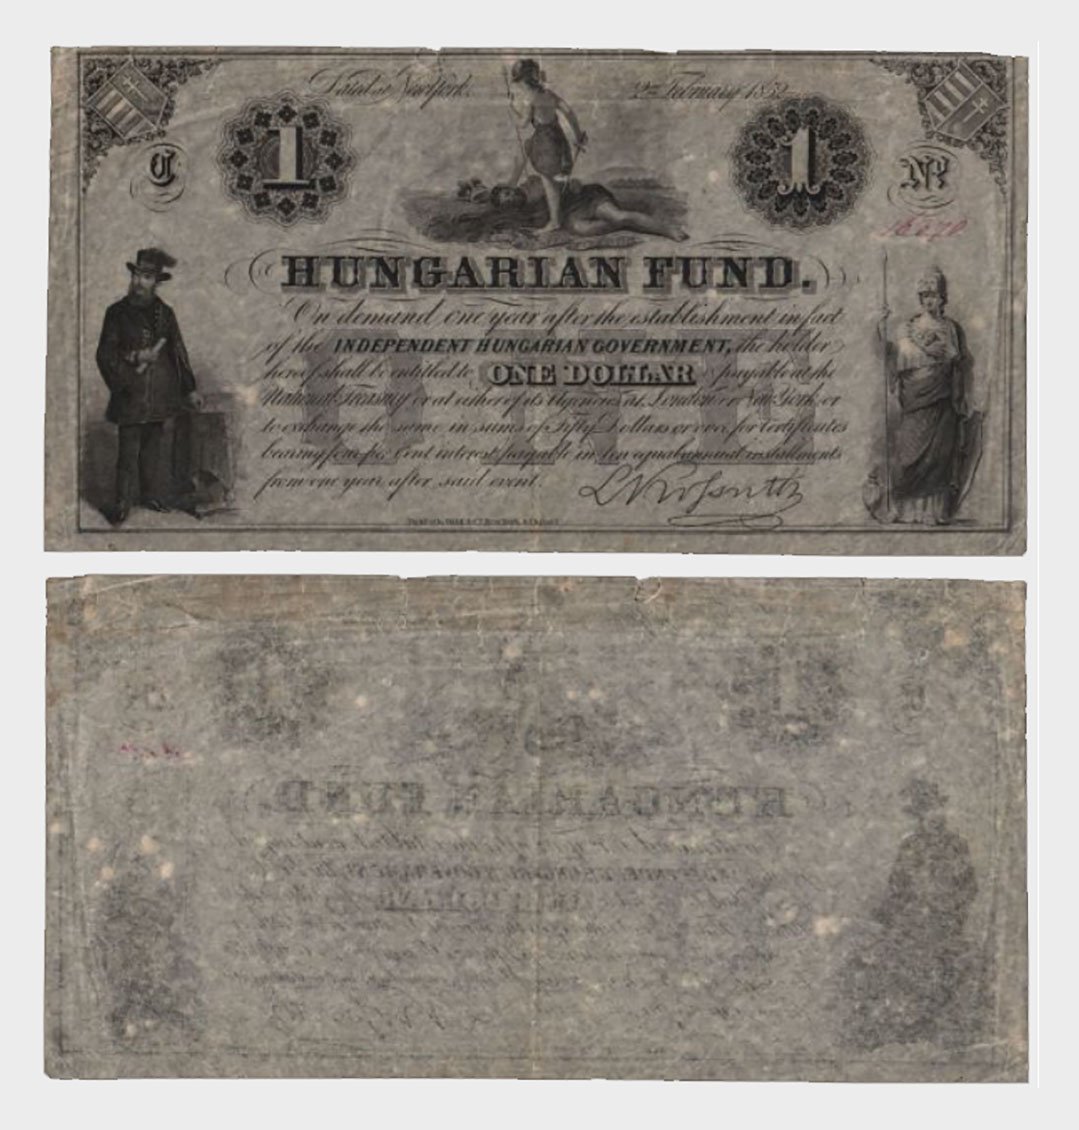 Dated at New York. 2nd February 1852
1 1
C No
HUNGARIAN FUND.
On demand one year after the establishment in fact
of the INDEPENDENT HUNGARIAN GOVERNMENT, the holder
hereof shall be entitled to ONE DOLLAR payable at the
National Treasury or at either of its Agencies at London or New York, or
to exchange the same in sums of Fifty Dollars or over for Certificates
bearing four per Cent interest payable in ten equal annual instalments
from one year after said event.
ONE